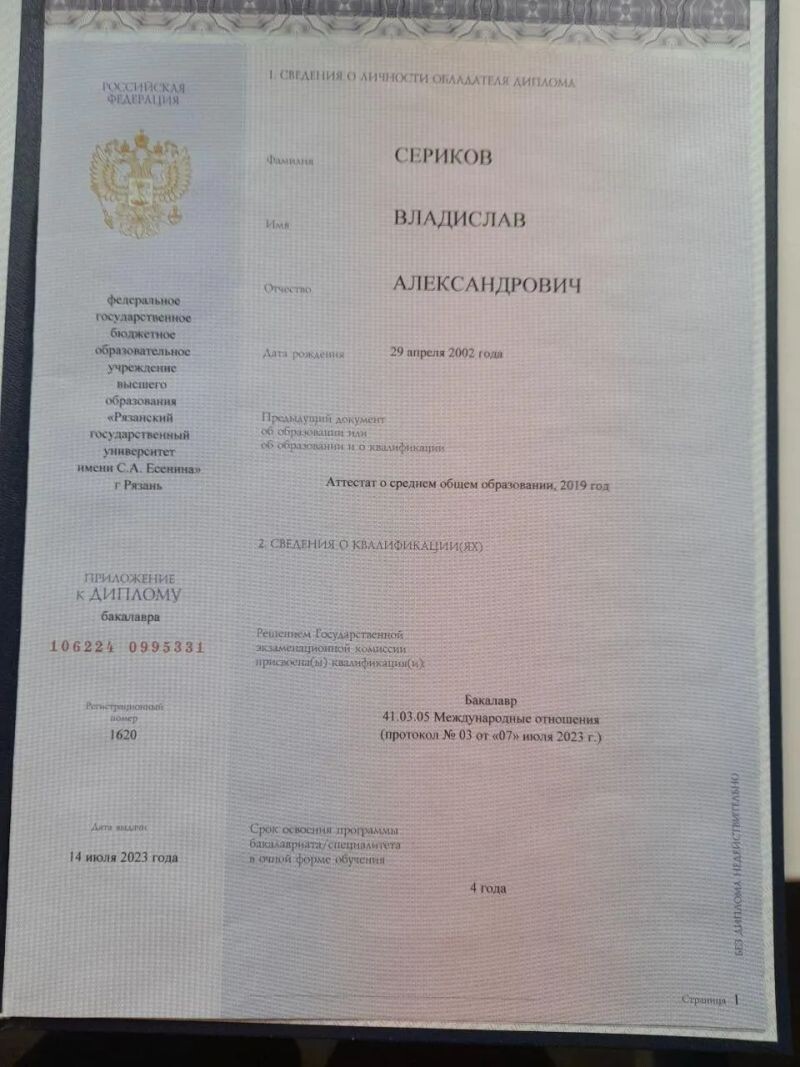 РОССИЙСКАЯ
ФЕДЕРАЦИЯ
федеральное
государственное
бюджетное
образовательное
учреждение
высшего
образования
«Рязанский
государственный
университет
имени С.А. Есенина»
г Рязань
ПРИЛОЖЕНИЕ
к ДИПЛОМУ
бакалавра
106224 0995331
Регистрационный
номер
1620
Дата выдачи
14 июля 2023 года
1. СВЕДЕНИЯ О ЛИЧНОСТИ ОБЛАДАТЕЛЯ ДИПЛОМА
Фамилия СЕРИКОВ
Имя ВЛАДИСЛАВ
Отчество АЛЕКСАНДРОВИЧ
Дата рождения 29 апреля 2002 года
Предыдущий документ
об образовании или
об образовании и о квалификации
Аттестат о среднем общем образовании, 2019 год
2. СВЕДЕНИЯ О КВАЛИФИКАЦИИ(ЯХ)
Решением Государственной
экзаменационной комиссии
присвоена(ы) квалификация(и):
Бакалавр
41.03.05 Международные отношения
(протокол № 03 от «07» июля 2023 г.)
Срок освоения программы
бакалавриата/специалитета
в очной форме обучения
4 года
БЕЗ ДИПЛОМА НЕДЕЙСТВИТЕЛЬНО
Страница 1